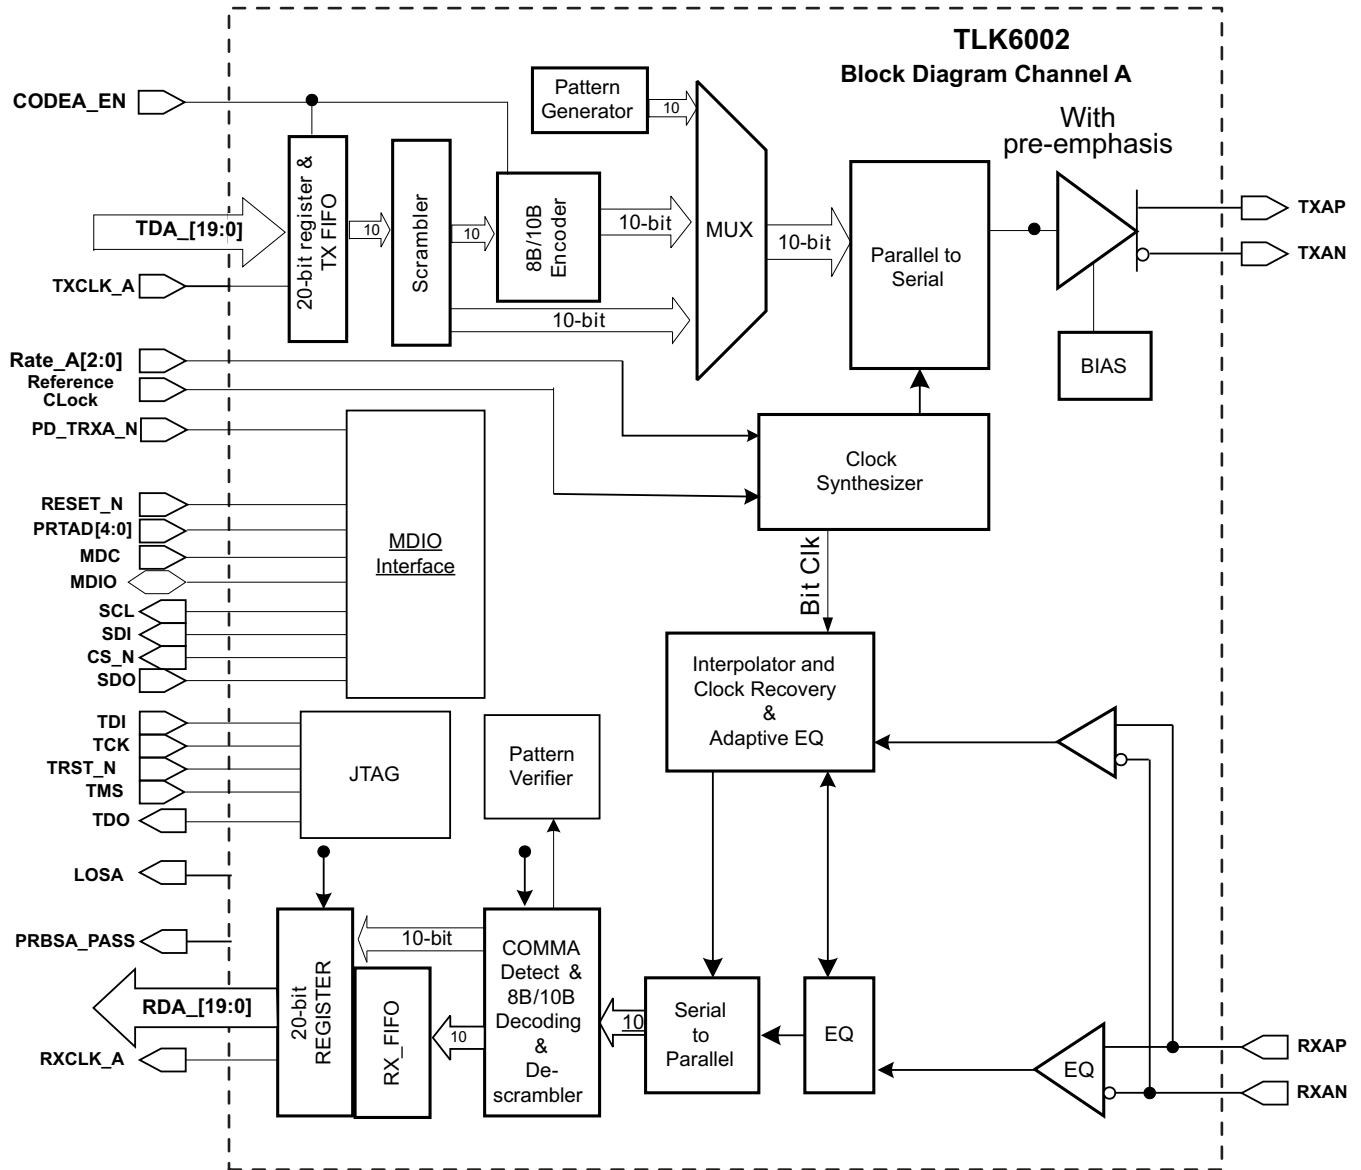 TLK6002
Block Diagram Channel A
CODEA_EN
Pattern
Generator
10
With
pre-emphasis
TDA_[19:0]
20-bit register &
TX FIFO
10
Scrambler
10
8B/10B
Encoder
10-bit
10-bit
MUX
10-bit
Parallel to
Serial
TXAP
TXAN
TXCLK_A
BIAS
Rate_A[2:0]
Reference
CLock
PD_TRXA_N
Clock
Synthesizer
RESET_N
PRTAD[4:0]
MDC
MDIO
SCL
SDI
CS_N
SDO
MDIO
Interface
Bit Clk
Interpolator and
Clock Recovery
&
Adaptive EQ
TDI
TCK
TRST_N
TMS
TDO
JTAG
Pattern
Verifier
LOSA
PRBSA_PASS
RDA_[19:0]
RXCLK_A
20-bit
REGISTER
RX_FIFO
10-bit
10
COMMA
Detect &
8B/10B
Decoding
&
De-
scrambler
10
Serial
to
Parallel
EQ
EQ
RXAP
RXAN